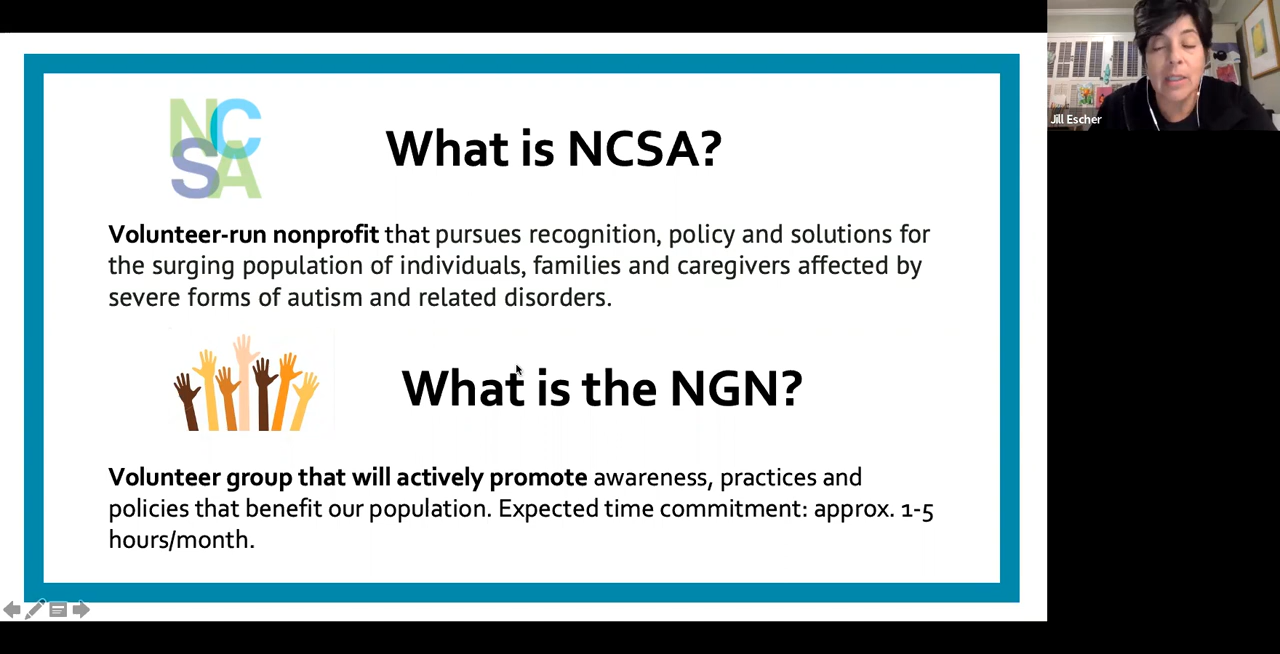 NC
SA
What is NCSA?
Volunteer-run nonprofit that pursues recognition, policy and solutions for
the surging population of individuals, families and caregivers affected by
severe forms of autism and related disorders.
What is the NGN?
Volunteer group that will actively promote awareness, practices and
policies that benefit our population. Expected time commitment: approx. 1-5
hours/month.
Jill Escher